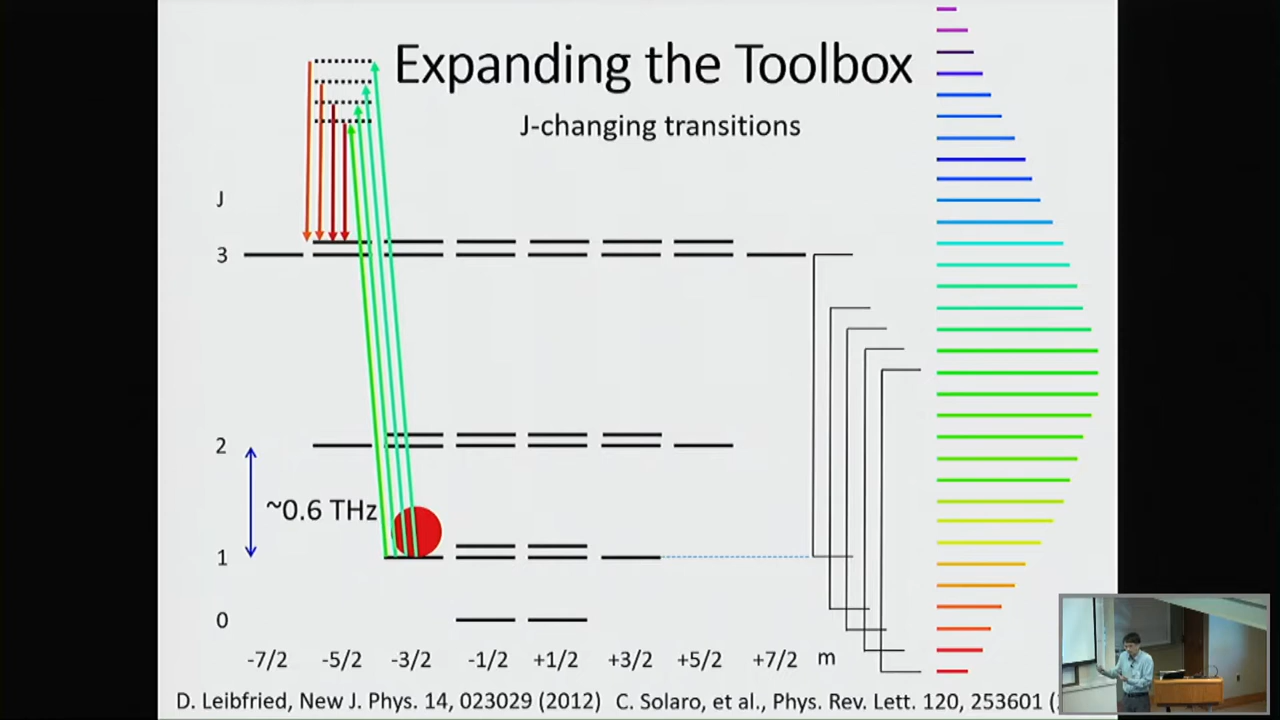 Expanding the Toolbox
J-changing transitions
J
3
2
~0.6 THz
1
0
-7/2 -5/2 -3/2 -1/2 +1/2 +3/2 +5/2 +7/2 m
D. Leibfried, New J. Phys. 14, 023029 (2012) C. Solaro, et al., Phys. Rev. Lett. 120, 253601 (